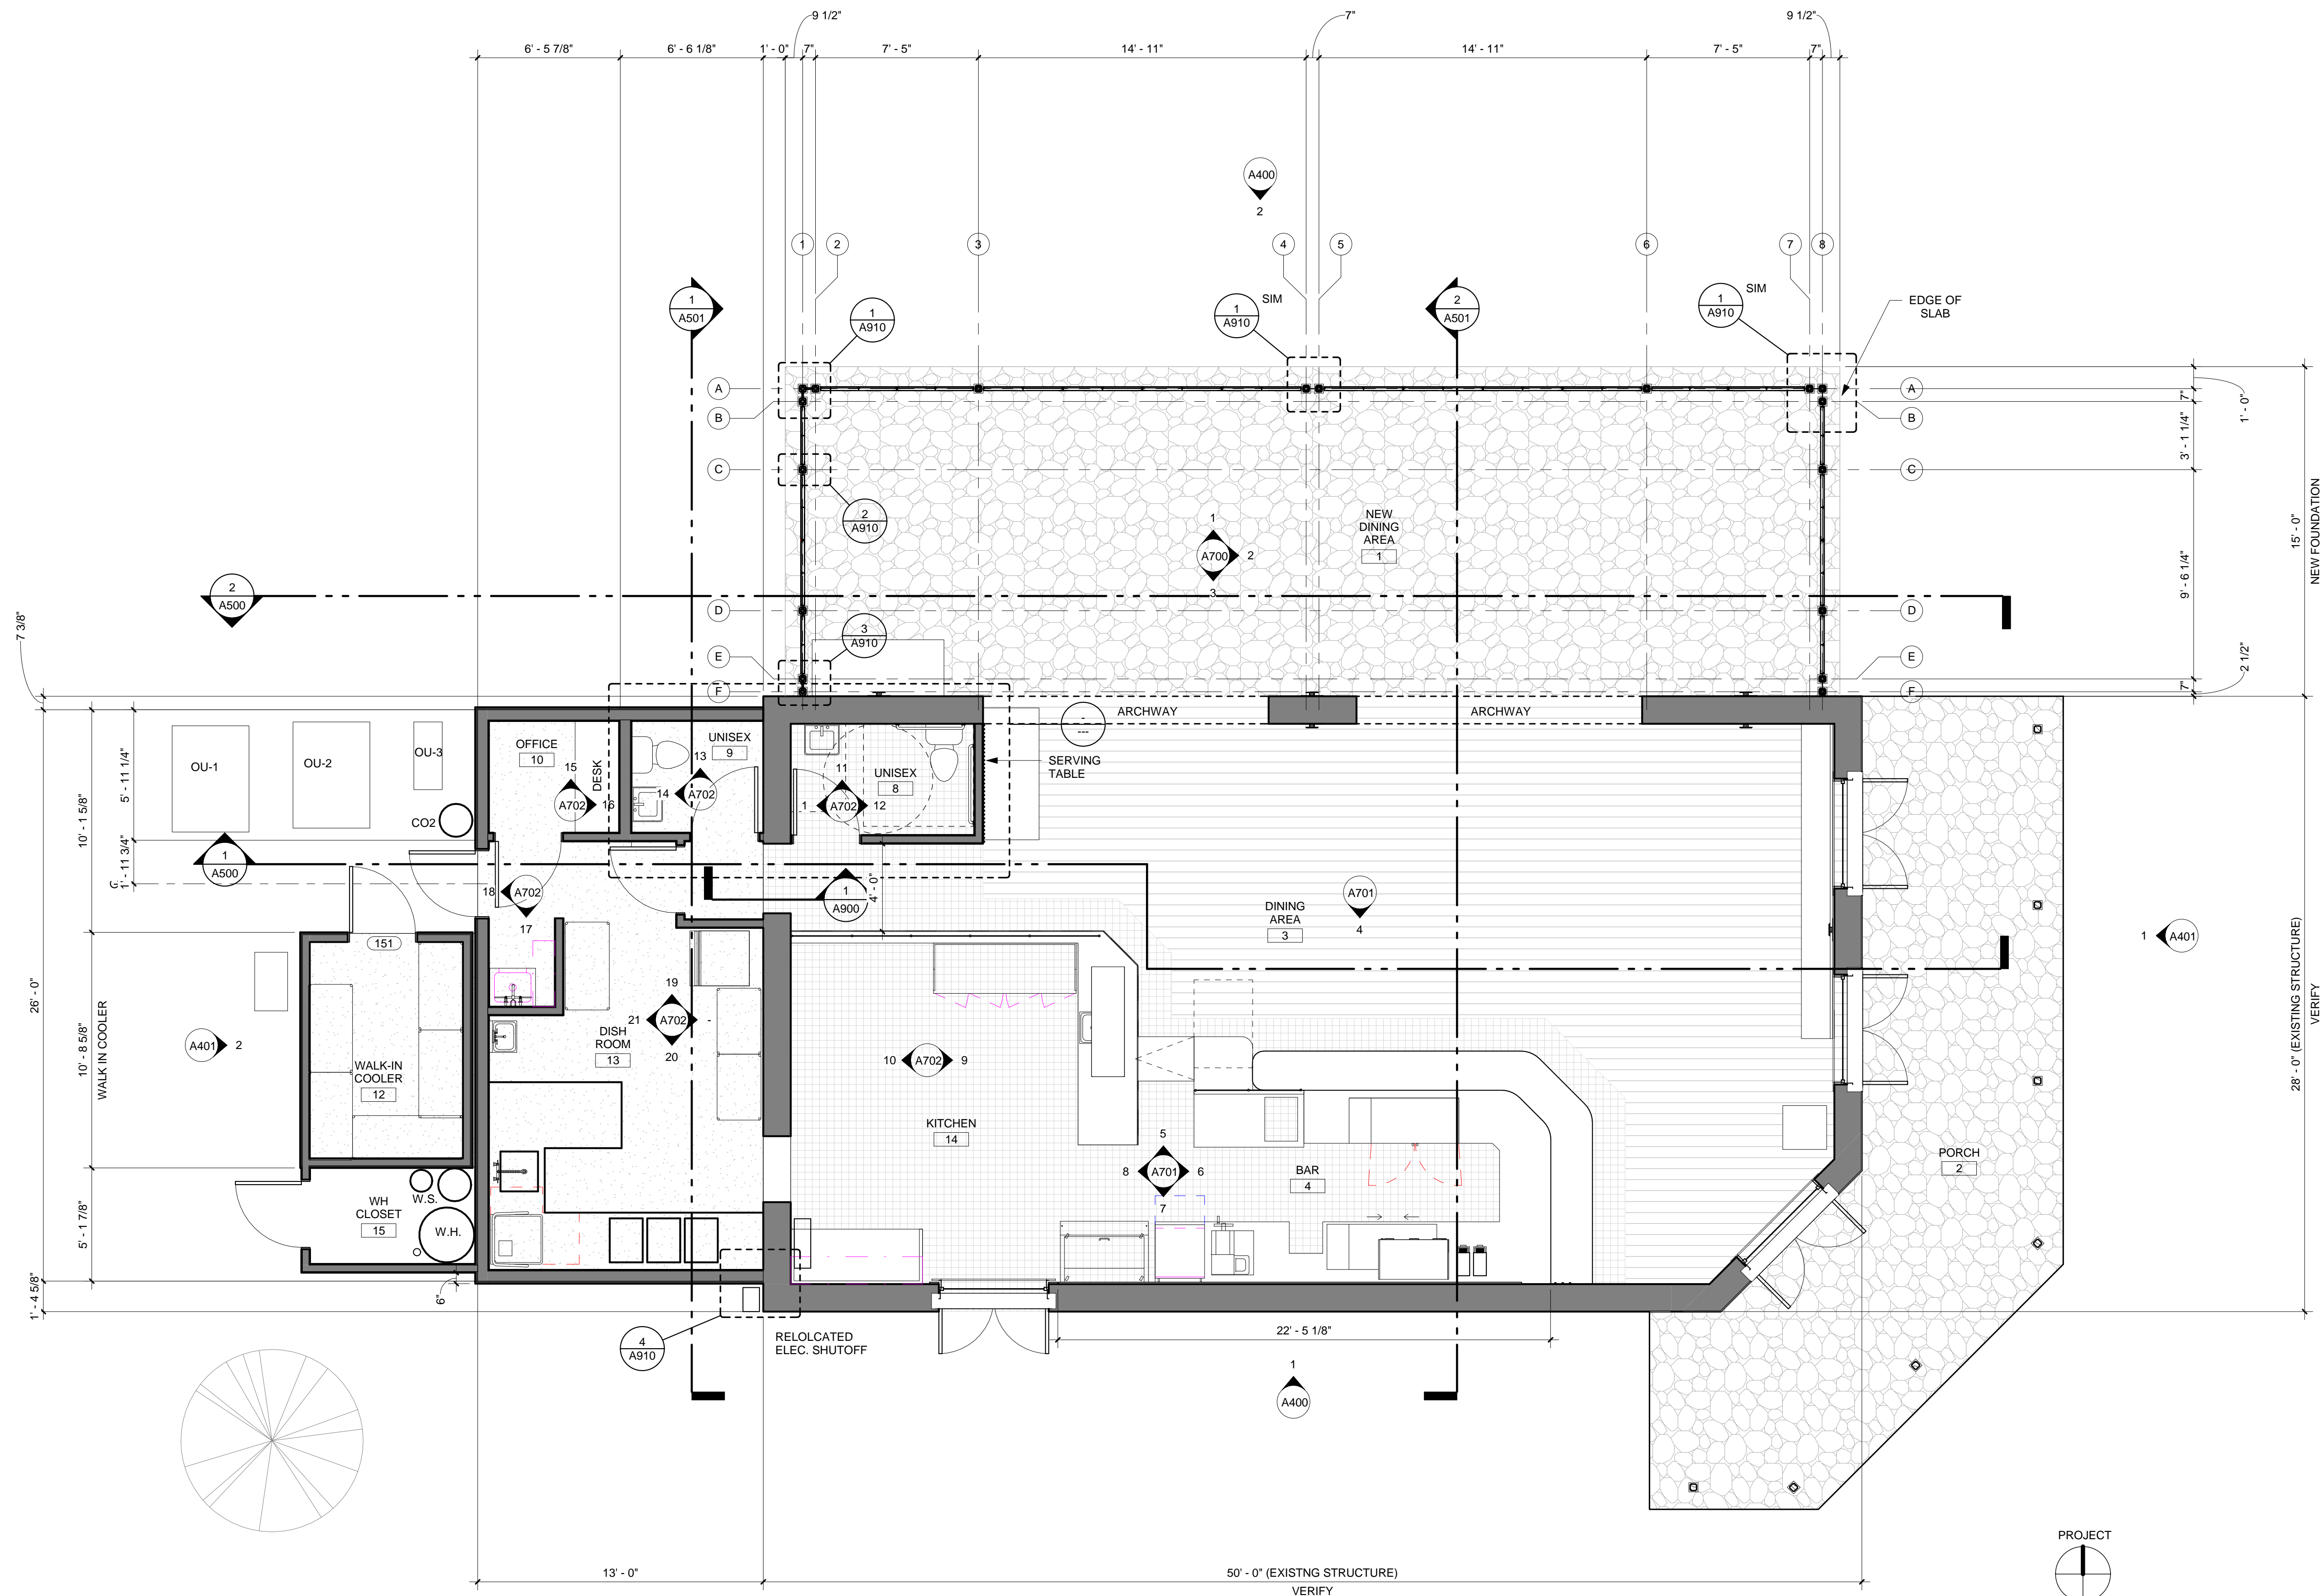 9 1/2"
7"
9 1/2"
6' - 5 7/8"
6' - 6 1/8"
1' - 0"
7"
7' - 5"
14' - 11"
14' - 11"
7' - 5"
7"
A400
2
1
2
3
4
5
6
7
8
1
A501
1
A910
1
A910
SIM
2
A501
1
A910
SIM
EDGE OF
SLAB
A
B
C
D
E
F
A
B
C
D
E
F
7"
1' - 0"
3' - 1 1/4"
9' - 6 1/4"
2 1/2"
7"
15' - 0"
NEW FOUNDATION
2
A910
1
A700
2
3
NEW
DINING
AREA
1
2
A500
3
A910
7 3/8"
ARCHWAY
ARCHWAY
-
---
SERVING
TABLE
OU-1
OU-2
OU-3
CO2
OFFICE
10
15
A702
16
DESK
UNISEX
9
13
14
A702
UNISEX
8
11
1
A702
12
5' - 11 1/4"
10' - 1 5/8"
1' - 11 3/4"
1
A500
18
A702
17
1
A900
4' - 0"
DINING
AREA
3
A701
4
1
A401
28' - 0" (EXISTING STRUCTURE)
VERIFY
26' - 0"
10' - 8 5/8"
WALK IN COOLER
151
A401
2
WALK-IN
COOLER
12
19
21
A702
-
20
DISH
ROOM
13
10
A702
9
KITCHEN
14
5
8
A701
6
7
BAR
4
PORCH
2
5' - 1 7/8"
WH
CLOSET
15
W.S.
W.H.
1' - 4 5/8"
6"
4
A910
RELOLCATED
ELEC. SHUTOFF
22' - 5 1/8"
1
A400
13' - 0"
50' - 0" (EXISTNG STRUCTURE)
VERIFY
PROJECT